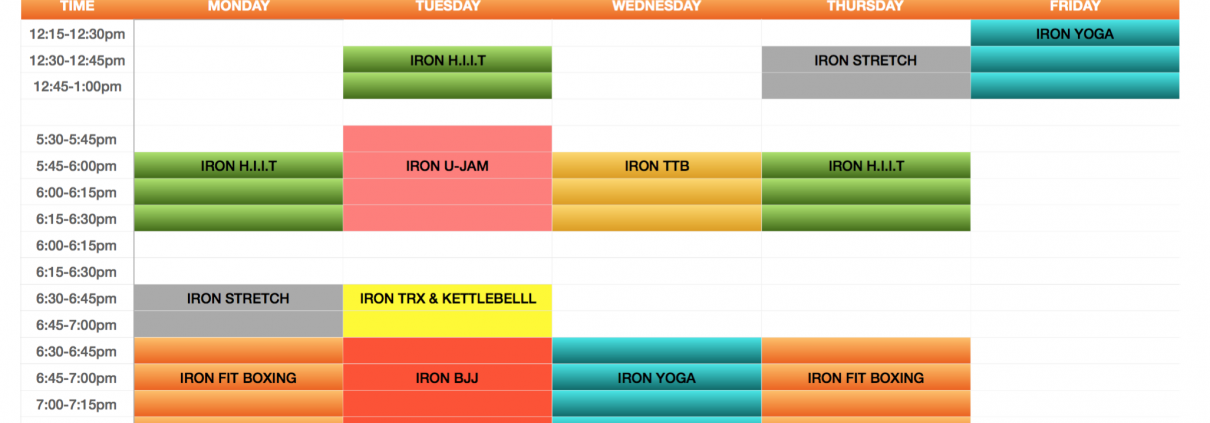 TIME MONDAY TUESDAY WEDNESDAY THURSDAY FRIDAY
12:15-12:30pm IRON YOGA
12:30-12:45pm IRON H.I.I.T IRON STRETCH
12:45-1:00pm
5:30-5:45pm
5:45-6:00pm IRON H.I.I.T IRON U-JAM IRON TTB IRON H.I.I.T
6:00-6:15pm
6:15-6:30pm
6:00-6:15pm
6:15-6:30pm
6:30-6:45pm IRON STRETCH IRON TRX & KETTLEBELLL
6:45-7:00pm
6:30-6:45pm
6:45-7:00pm IRON FIT BOXING IRON BJJ IRON YOGA IRON FIT BOXING
7:00-7:15pm